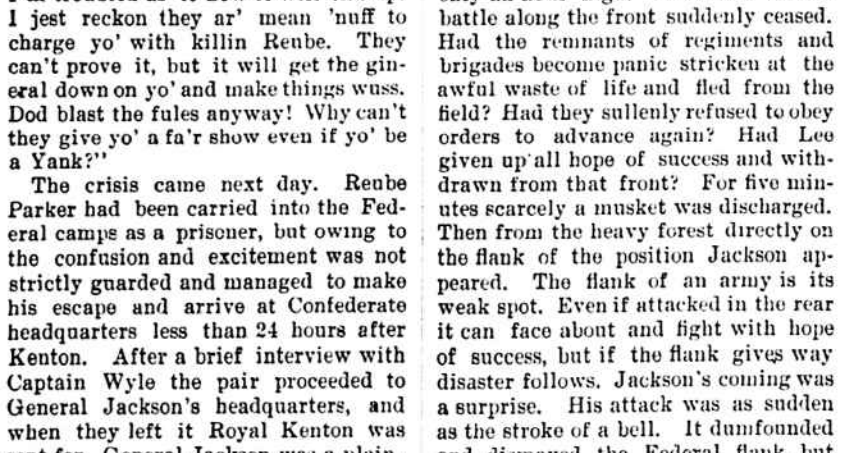 I jest reckon they ar' mean 'nuff to
charge yo' with killin Reube. They
can't prove it, but it will get the gin-
eral down on yo' and make things wuss.
Dod blast the fules anyway! Why can't
they give yo' a fa'r show even if yo' be
a Yank?"
The crisis came next day. Reube
Parker had been carried into the Fed-
eral camps as a prisoner, but owing to
the confusion and excitement was not
strictly guarded and managed to make
his escape and arrive at Confederate
headquarters less than 24 hours after
Kenton. After a brief interview with
Captain Wyle the pair proceeded to
General Jackson's headquarters, and
when they left it Royal Kenton was
General Jackson was a plain
battle along the front suddenly ceased.
Had the remnants of regiments and
brigades become panic stricken at the
awful waste of life and fled from the
field? Had they sullenly refused to obey
orders to advance again? Had Lee
given up all hope of success and with-
drawn from that front? For five min-
utes scarcely a musket was discharged.
Then from the heavy forest directly on
the flank of the position Jackson ap-
peared. The flank of an army is its
weak spot. Even if attacked in the rear
it can face about and fight with hope
of success, but if the flank gives way
disaster follows. Jackson's coming was
a surprise. His attack was as sudden
as the stroke of a bell. It dumfounded
the Federal flank but